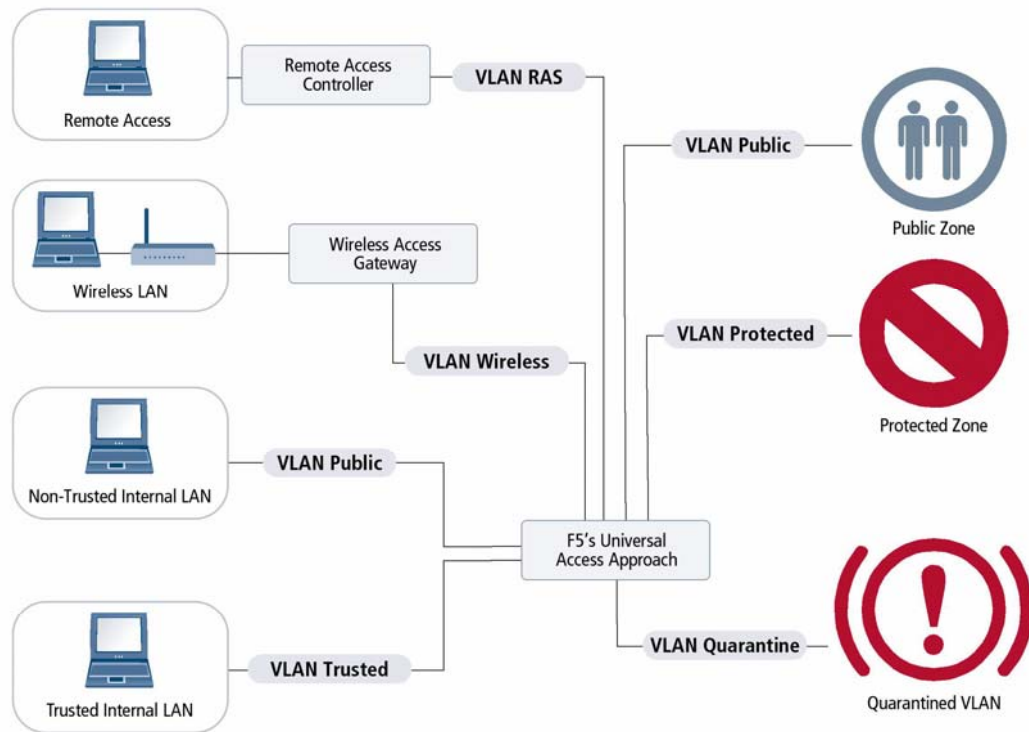 Remote Access
Remote Access
Controller
VLAN RAS
VLAN Public
Public Zone
Wireless LAN
Wireless Access
Gateway
VLAN Wireless
VLAN Protected
Protected Zone
Non-Trusted Internal LAN
VLAN Public
F5's Universal
Access Approach
Trusted Internal LAN
VLAN Trusted
VLAN Quarantine
Quarantined VLAN